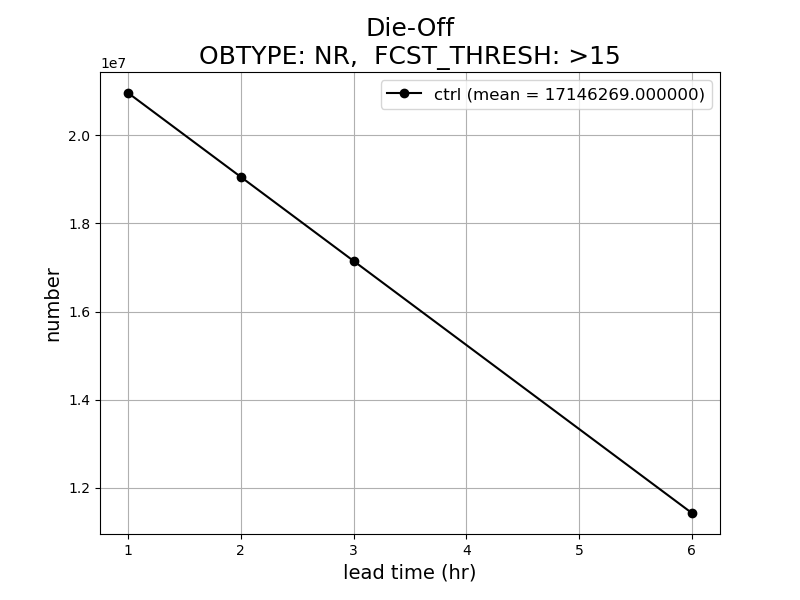 Die-Off
OBTYPE: NR,  FCST_THRESH: >15
1e7
ctrl (mean = 17146269.000000)
2.0
1.8
1.6
1.4
1.2
number
1 2 3 4 5 6
lead time (hr)